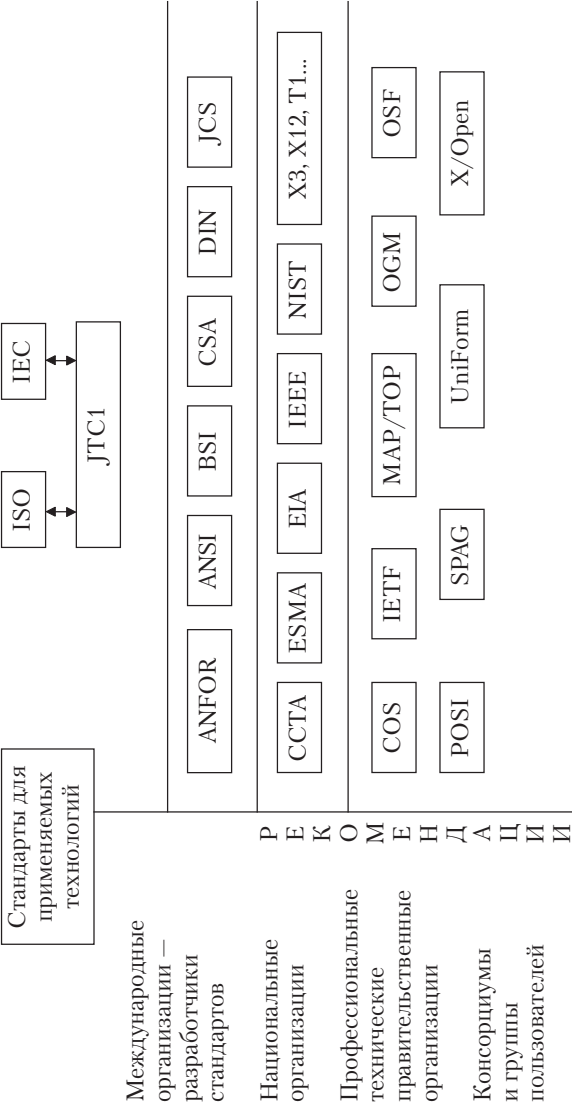 Стандарты для
применяемых
технологий
ISO
IEC
JTC1
Международные
организации —
разработчики
стандартов
ANFOR
ANSI
BSI
CSA
DIN
JCS
Национальные
организации
CCTA
ESMA
EIA
IEEE
NIST
X3, X12, T1...
Профессиональные
технические
правительственные
организации
COS
IETF
MAP/TOP
OGM
OSF
Консорциумы
и группы
пользователей
POSI
SPAG
UniForm
X/Open
Р
Е
К
О
М
Е
Н
Д
А
Ц
И
И